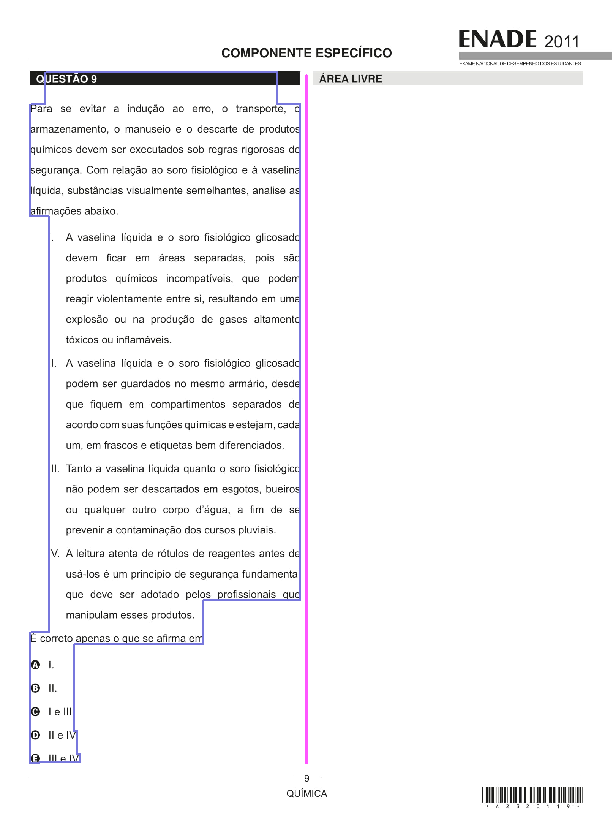 ENADE 2011
EXAME NACIONAL DE DESEMPENHO DOS ESTUDANTES
COMPONENTE ESPECÍFICO
QUESTÃO 9
Para se evitar a indução ao erro, o transporte, o
armazenamento, o manuseio e o descarte de produtos
químicos devem ser executados sob regras rigorosas de
segurança. Com relação ao soro fisiológico e à vaselina
líquida, substâncias visualmente semelhantes, analise as
afirmações abaixo.
I. A vaselina líquida e o soro fisiológico glicosado
devem ficar em áreas separadas, pois são
produtos químicos incompatíveis, que podem
reagir violentamente entre si, resultando em uma
explosão ou na produção de gases altamente
tóxicos ou inflamáveis.
II. A vaselina líquida e o soro fisiológico glicosado
podem ser guardados no mesmo armário, desde
que fiquem em compartimentos separados de
acordo com suas funções químicas e estejam, cada
um, em frascos e etiquetas bem diferenciados.
III. Tanto a vaselina líquida quanto o soro fisiológico
não podem ser descartados em esgotos, bueiros
ou qualquer outro corpo d'água, a fim de se
prevenir a contaminação dos cursos pluviais.
IV. A leitura atenta de rótulos de reagentes antes de
usá-los é um princípio de segurança fundamental
que deve ser adotado pelos profissionais que
manipulam esses produtos.
É correto apenas o que se afirma em
A I.
B II.
C I e III.
D II e IV.
E III e IV.
ÁREA LIVRE
9
QUÍMICA